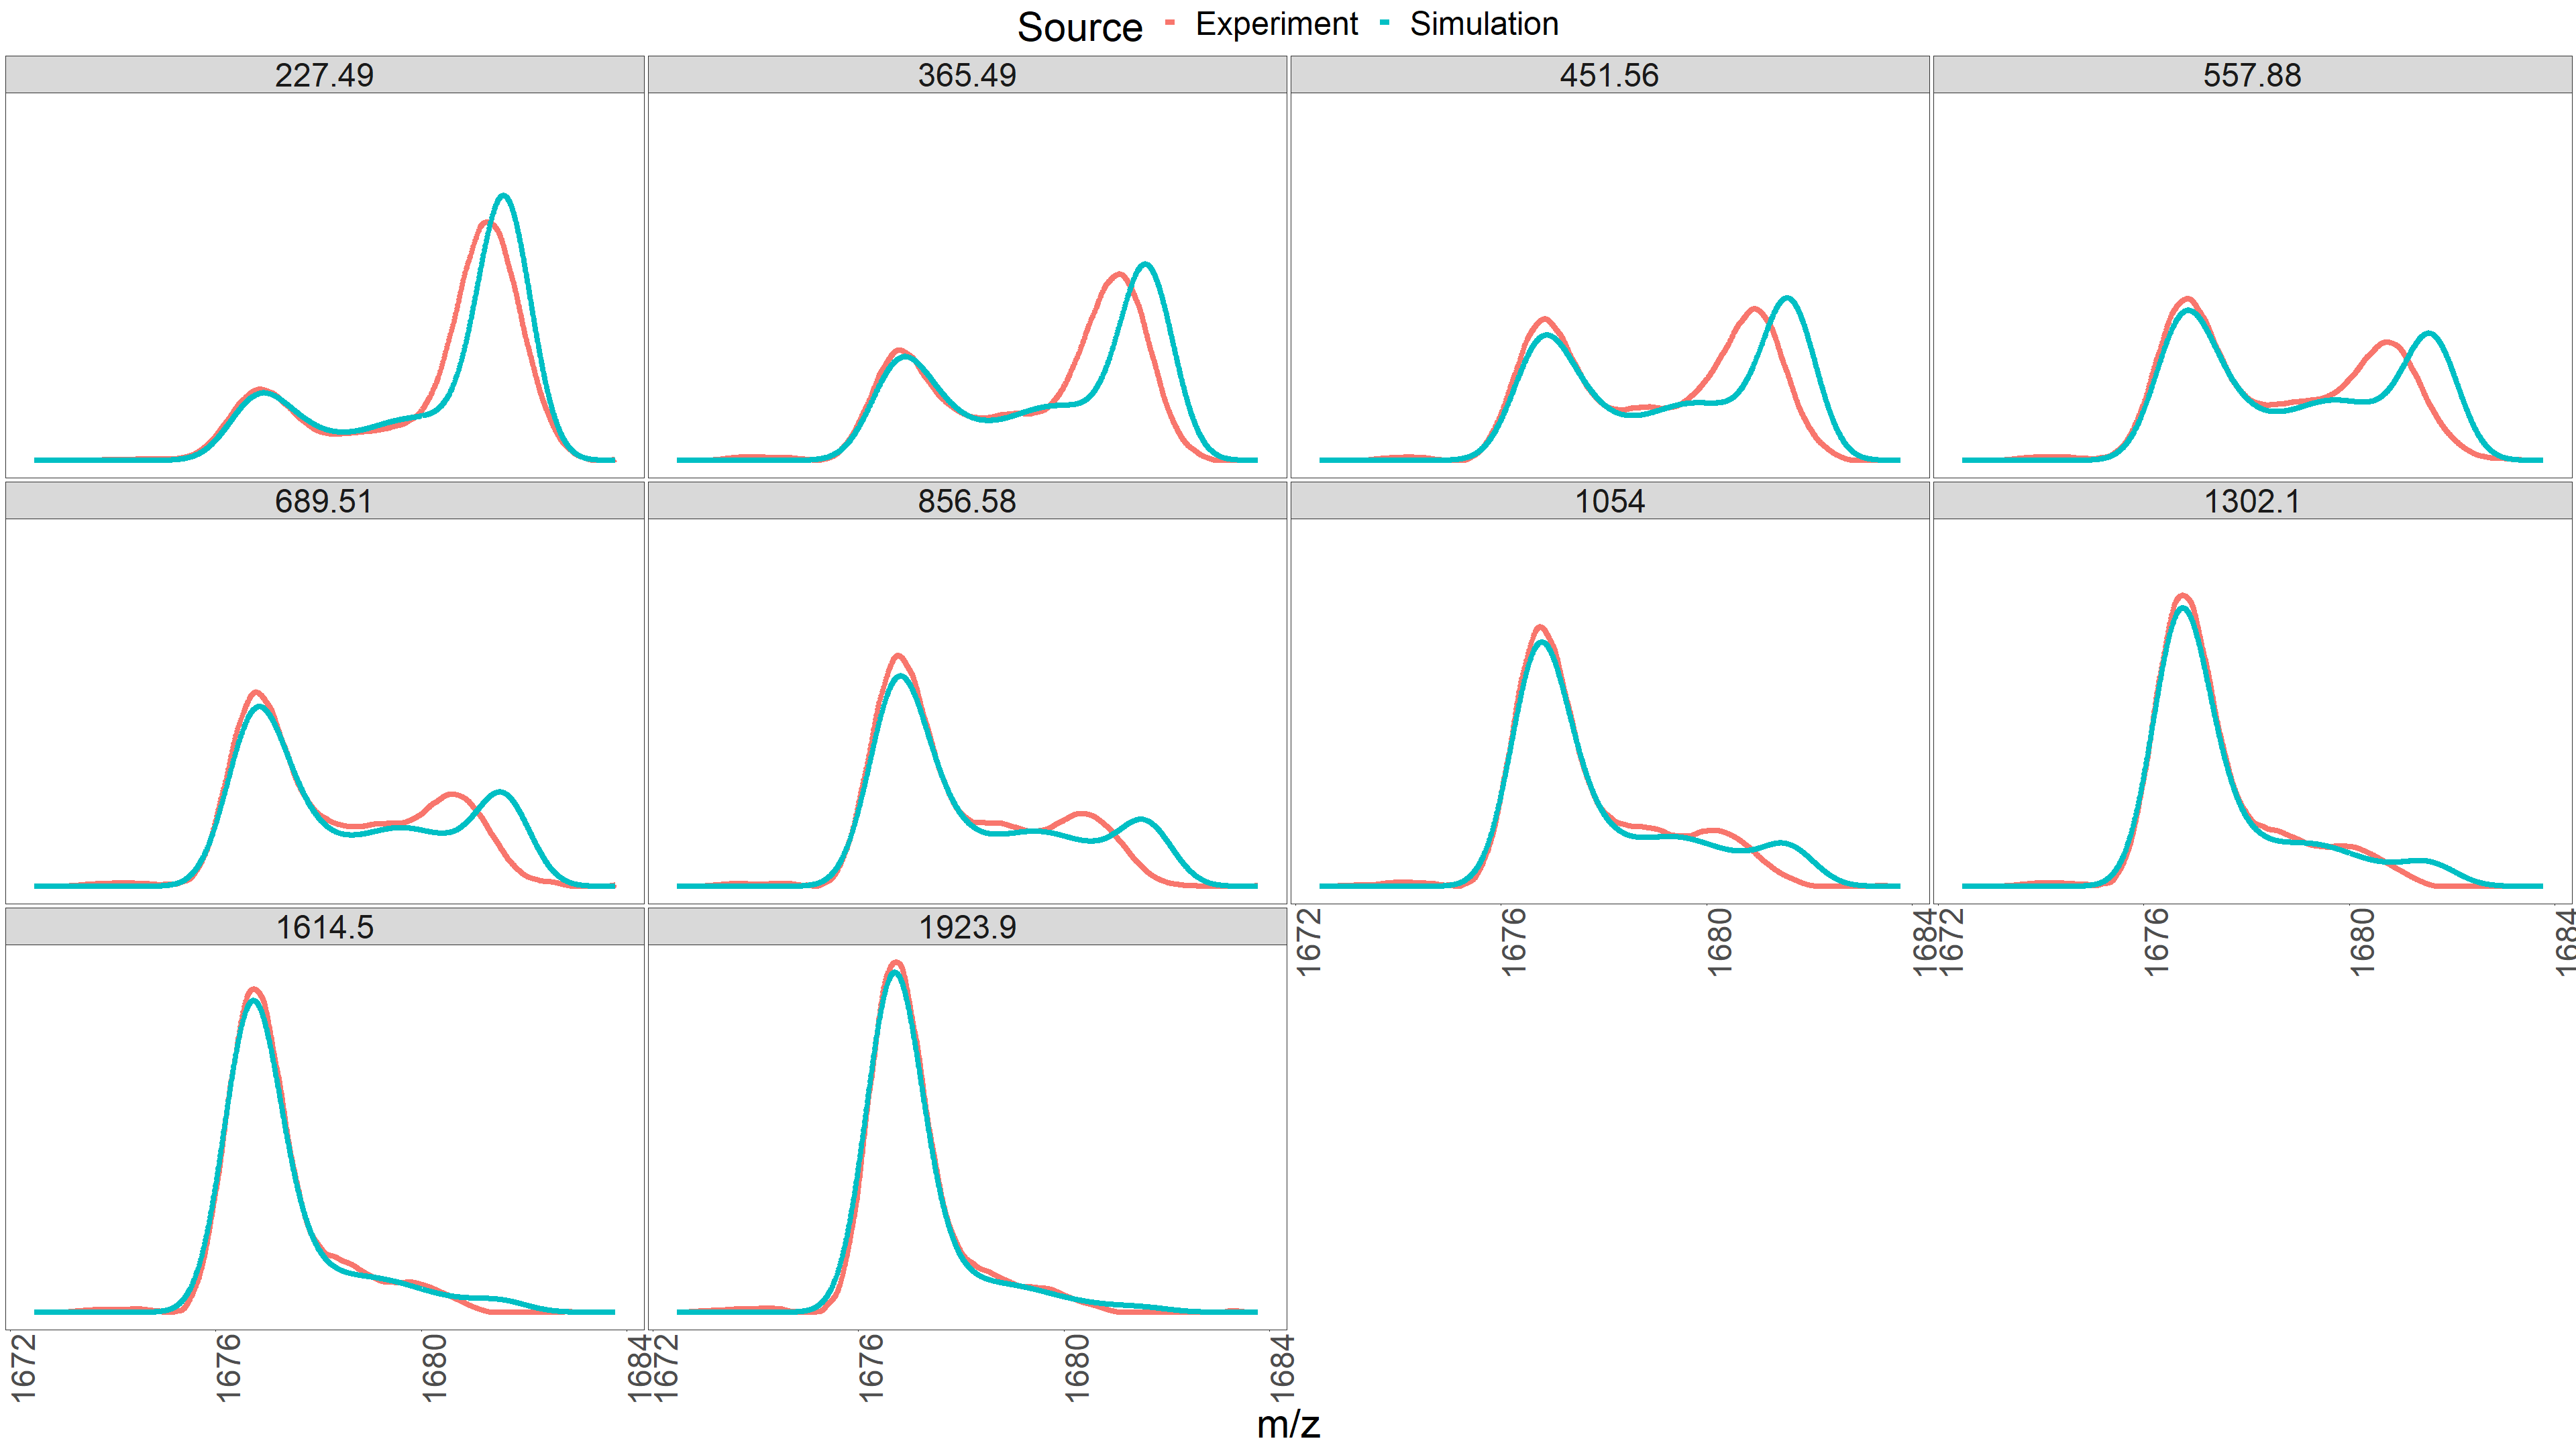 Source Experiment Simulation
227.49 365.49 451.56 557.88
689.51 856.58 1054 1302.1
1672 1676 1680 1684 1672 1676 1680 1684
1614.5 1923.9
1672 1676 1680 1684 1672 1676 1680 1684
m/z